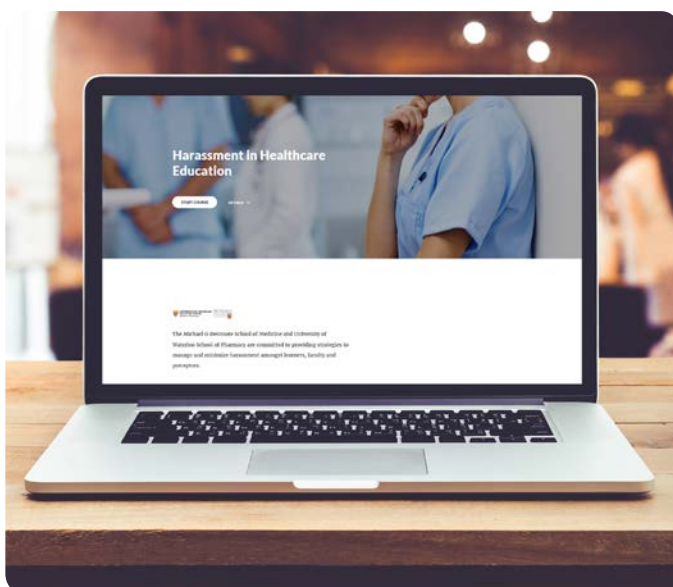 Harassment in Healthcare
Education
START COURSE
DETAILS
The Michael G DeGroote School of Medicine and University of
Waterloo School of Pharmacy are committed to providing strategies to
manage and minimize harassment amongst learners, faculty and
preceptors.